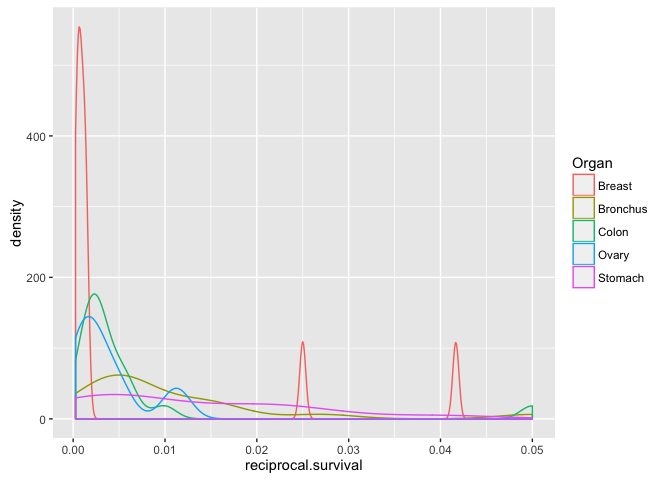 400
200
0
density
0.00 0.01 0.02 0.03 0.04 0.05
reciprocal.survival
Organ
Breast
Bronchus
Colon
Ovary
Stomach